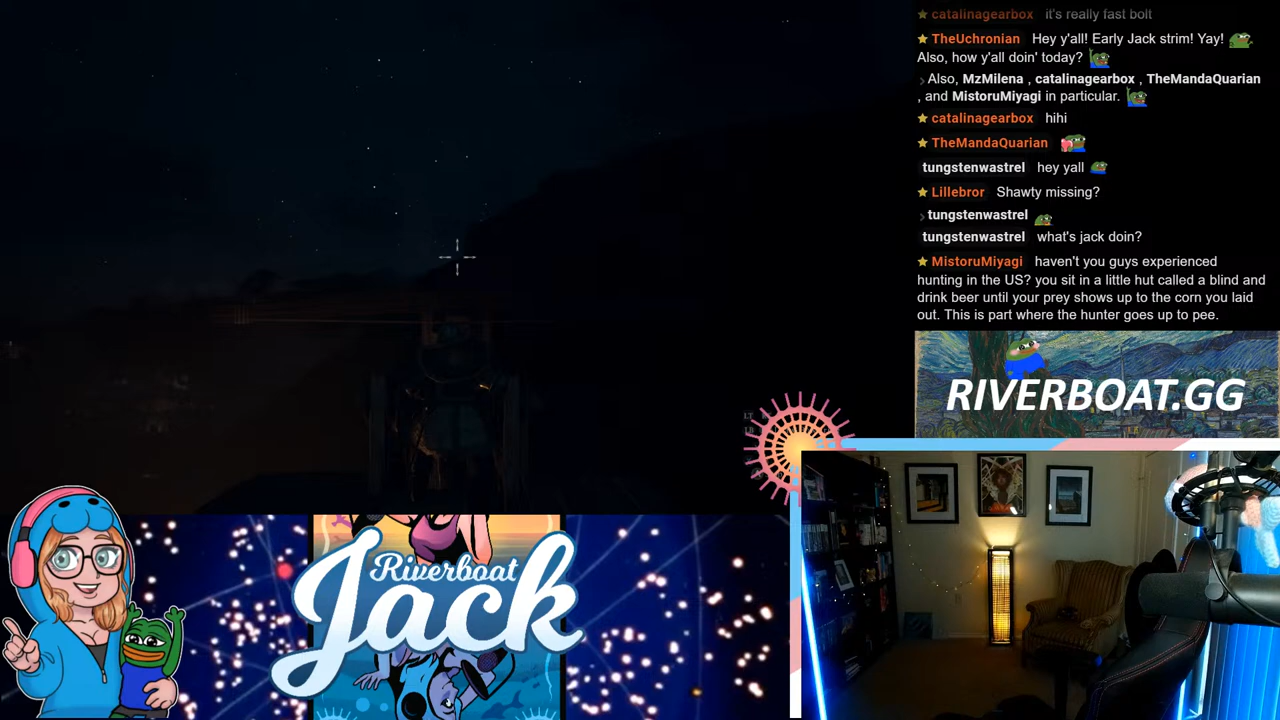 catalinagearbox it's really fast bolt
TheUchronian Hey y'all! Early Jack strim! Yay!
Also, how y'all doin' today?
Also, MzMilena , catalinagearbox , TheMandaQuarian
, and MistoruMiyagi in particular.
catalinagearbox hihi
TheMandaQuarian
tungstenwastrel hey yall
Lillebror Shawty missing?
tungstenwastrel
tungstenwastrel what's jack doin?
MistoruMiyagi haven't you guys experienced
hunting in the US? you sit in a little hut called a blind and
drink beer until your prey shows up to the corn you laid
out. This is part where the hunter goes up to pee.
RIVERBOAT.GG
LT
LB
Riverboat
Jack